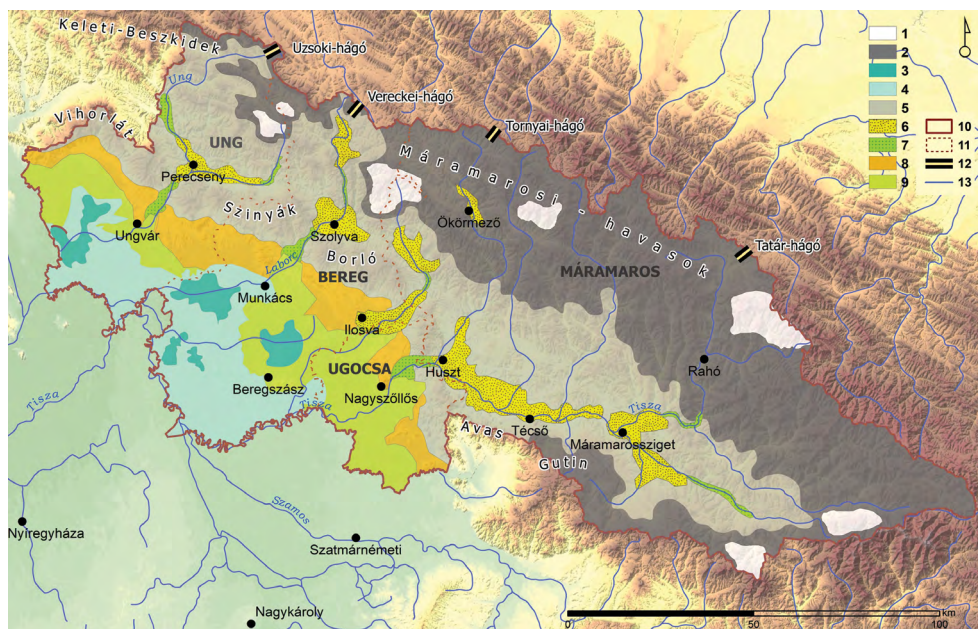 Keleti-Beszkidek
Uzsoki-hágó
Ung
Vereckei-hágó
Tornyai-hágó
Vihorlát
UNG
Perecseny
Máramarosi-havasok
Szinyák
Ökörmező
Ungvár
Szolyva
Tatár-hágó
Laborc
Borló
BEREG
MÁRAMAROS
Munkács
Ilosva
Rahó
UGOCSA
Huszt
Beregszász
Nagyszőllős
Tisza
Tisza
Tisza
Técső
Máramarossziget
Avas
Gutin
Szamos
Nyíregyháza
Szatmárnémeti
Nagykároly
1
2
3
4
5
6
7
8
9
10
11
12
13
km
0 50 100